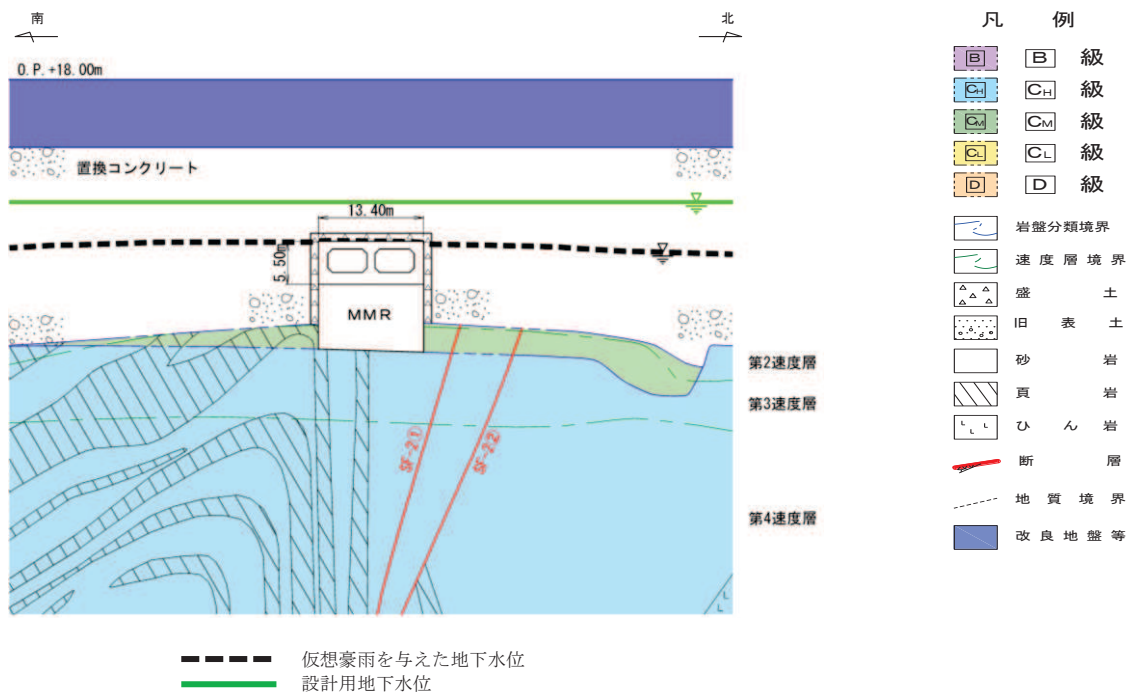 南
北
O.P.+18.00m
置換コンクリート
13.40m
5.50m
MMR
SF-2①
SF-2②
第2速度層
第3速度層
第4速度層
仮想豪雨を与えた地下水位
設計用地下水位
凡 例
B B 級
CH CH 級
CM CM 級
CL CL 級
D D 級
岩盤分類境界
速度層境界
盛 土
旧 表 土
砂 岩
頁 岩
ひ ん 岩
断 層
地 質 境 界
改 良 地 盤 等